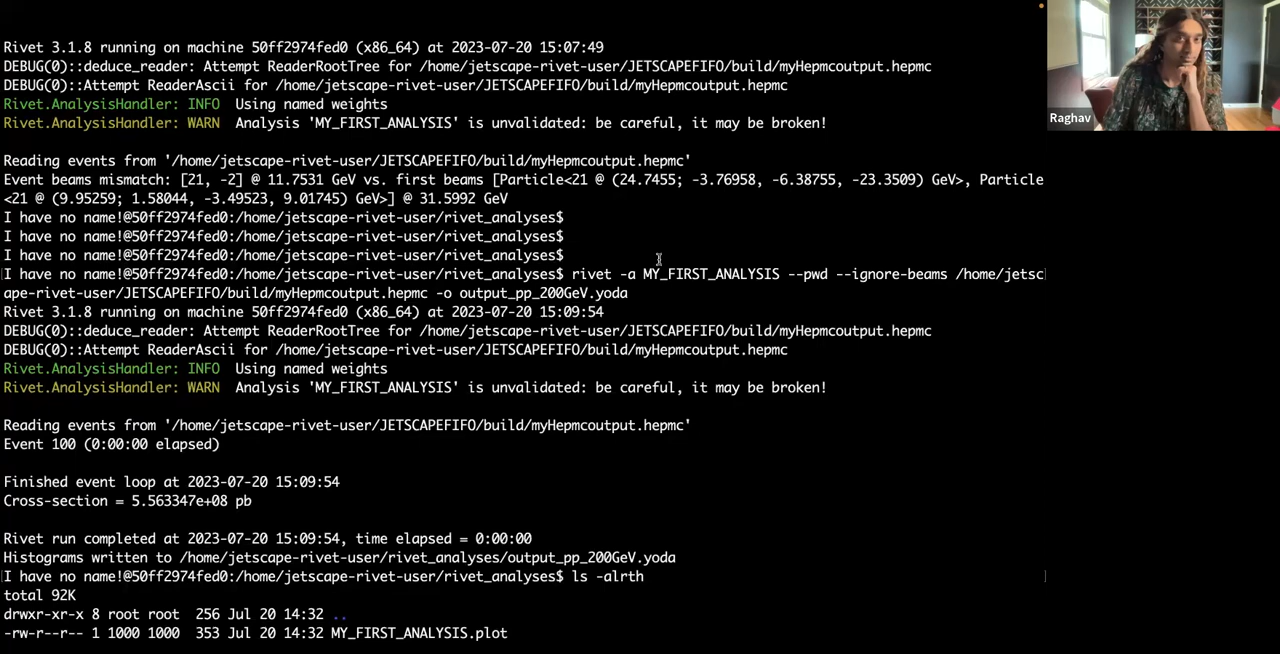 Rivet 3.1.8 running on machine 50ff2974fed0 (x86_64) at 2023-07-20 15:07:49
DEBUG(0)::deduce_reader: Attempt ReaderRootTree for /home/jetscape-rivet-user/JETSCAPEFIFO/build/myHepmcoutput.hepmc
DEBUG(0)::Attempt ReaderAscii for /home/jetscape-rivet-user/JETSCAPEFIFO/build/myHepmcoutput.hepmc
Rivet.AnalysisHandler: INFO  Using named weights
Rivet.AnalysisHandler: WARN  Analysis 'MY_FIRST_ANALYSIS' is unvalidated: be careful, it may be broken!
Reading events from '/home/jetscape-rivet-user/JETSCAPEFIFO/build/myHepmcoutput.hepmc'
Event beams mismatch: [21, -2] @ 11.7531 GeV vs. first beams [Particle<21 @ (24.7455; -3.76958, -6.38755, -23.3509) GeV>, Particle
<21 @ (9.95259; 1.58044, -3.49523, 9.01745) GeV>] @ 31.5992 GeV
I have no name!@50ff2974fed0:/home/jetscape-rivet-user/rivet_analyses$
I have no name!@50ff2974fed0:/home/jetscape-rivet-user/rivet_analyses$
I have no name!@50ff2974fed0:/home/jetscape-rivet-user/rivet_analyses$
I have no name!@50ff2974fed0:/home/jetscape-rivet-user/rivet_analyses$ rivet -a MY_FIRST_ANALYSIS --pwd --ignore-beams /home/jetsc
ape-rivet-user/JETSCAPEFIFO/build/myHepmcoutput.hepmc -o output_pp_200GeV.yoda
Rivet 3.1.8 running on machine 50ff2974fed0 (x86_64) at 2023-07-20 15:09:54
DEBUG(0)::deduce_reader: Attempt ReaderRootTree for /home/jetscape-rivet-user/JETSCAPEFIFO/build/myHepmcoutput.hepmc
DEBUG(0)::Attempt ReaderAscii for /home/jetscape-rivet-user/JETSCAPEFIFO/build/myHepmcoutput.hepmc
Rivet.AnalysisHandler: INFO  Using named weights
Rivet.AnalysisHandler: WARN  Analysis 'MY_FIRST_ANALYSIS' is unvalidated: be careful, it may be broken!
Reading events from '/home/jetscape-rivet-user/JETSCAPEFIFO/build/myHepmcoutput.hepmc'
Event 100 (0:00:00 elapsed)
Finished event loop at 2023-07-20 15:09:54
Cross-section = 5.563347e+08 pb
Rivet run completed at 2023-07-20 15:09:54, time elapsed = 0:00:00
Histograms written to /home/jetscape-rivet-user/rivet_analyses/output_pp_200GeV.yoda
I have no name!@50ff2974fed0:/home/jetscape-rivet-user/rivet_analyses$ ls -alrth
total 92K
drwxr-xr-x 8 root root  256 Jul 20 14:32 ..
-rw-r--r-- 1 1000 1000  353 Jul 20 14:32 MY_FIRST_ANALYSIS.plot
Raghav